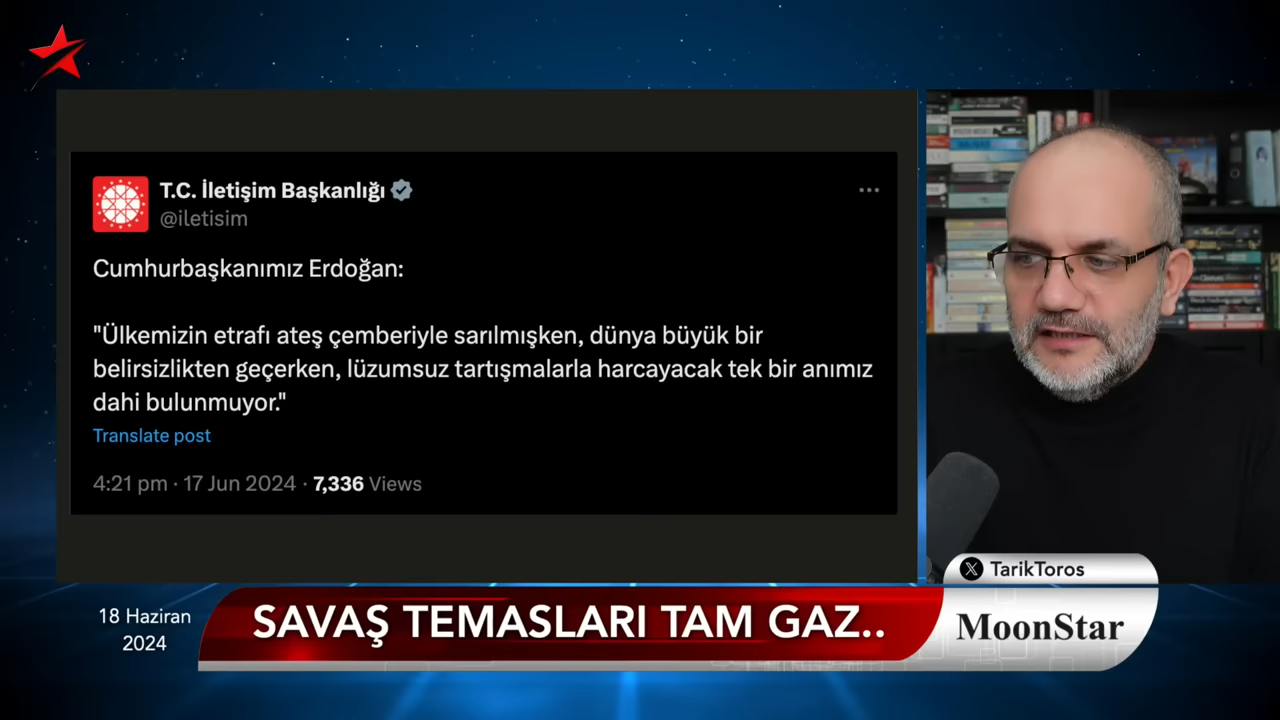 T.C. İletişim Başkanlığı
@iletisim
Cumhurbaşkanımız Erdoğan:
"Ülkemizin etrafı ateş çemberiyle sarılmışken, dünya büyük bir
belirsizlikten geçerken, lüzumsuz tartışmalarla harcayacak tek bir anımız
dahi bulunmuyor."
Translate post
4:21 pm · 17 Jun 2024 · 7,336 Views
TarikToros
18 Haziran
2024
SAVAŞ TEMASLARI TAM GAZ..
MoonStar